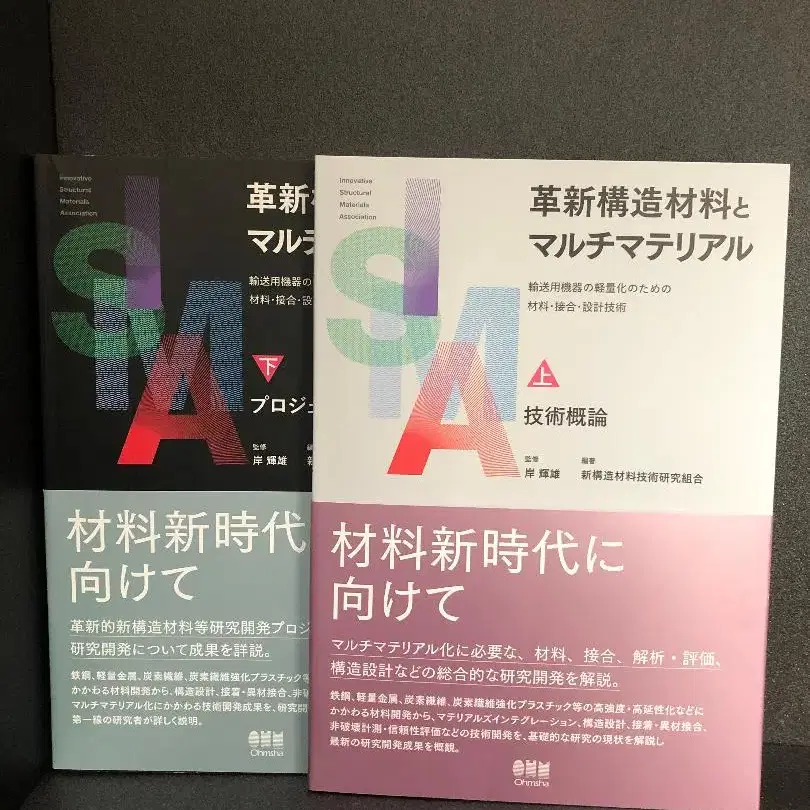 Innovative
Structural
Materials
Association
ISMA
革新
マルチ
輸送用機器の
材料・接合・設
下
プロジェ
監修
岸 輝雄
材料新時代
向けて
革新的新構造材料等研究開発プロジ
研究開発について成果を詳説。
鉄鋼、軽量金属、炭素繊維、炭素繊維強化プラスチック等
かかわる材料開発から、構造設計、接着・異材接合、非破
マルチマテリアル化にかかわる技術開発成果を、研究開
第一線の研究者が詳しく説明。
Ohmsha
Innovative
Structural
Materials
Association
ISMA
革新構造材料と
マルチマテリアル
輸送用機器の軽量化のための
材料・接合・設計技術
上
技術概論
監修
編著
岸 輝雄
新構造材料技術研究組合
材料新時代に
向けて
マルチマテリアル化に必要な、材料、接合、解析・評価、
構造設計などの総合的な研究開発を解説。
鉄鋼、軽量金属、炭素繊維、炭素繊維強化プラスチック等の高強度・高延性化などに
かかわる材料開発から、マテリアルズインテグレーション、構造設計、接着・異材接合、
非破壊計測・信頼性評価などの技術開発を、基礎的な研究の現状を解説し
最新の研究開発成果を概観。
Ohmsha